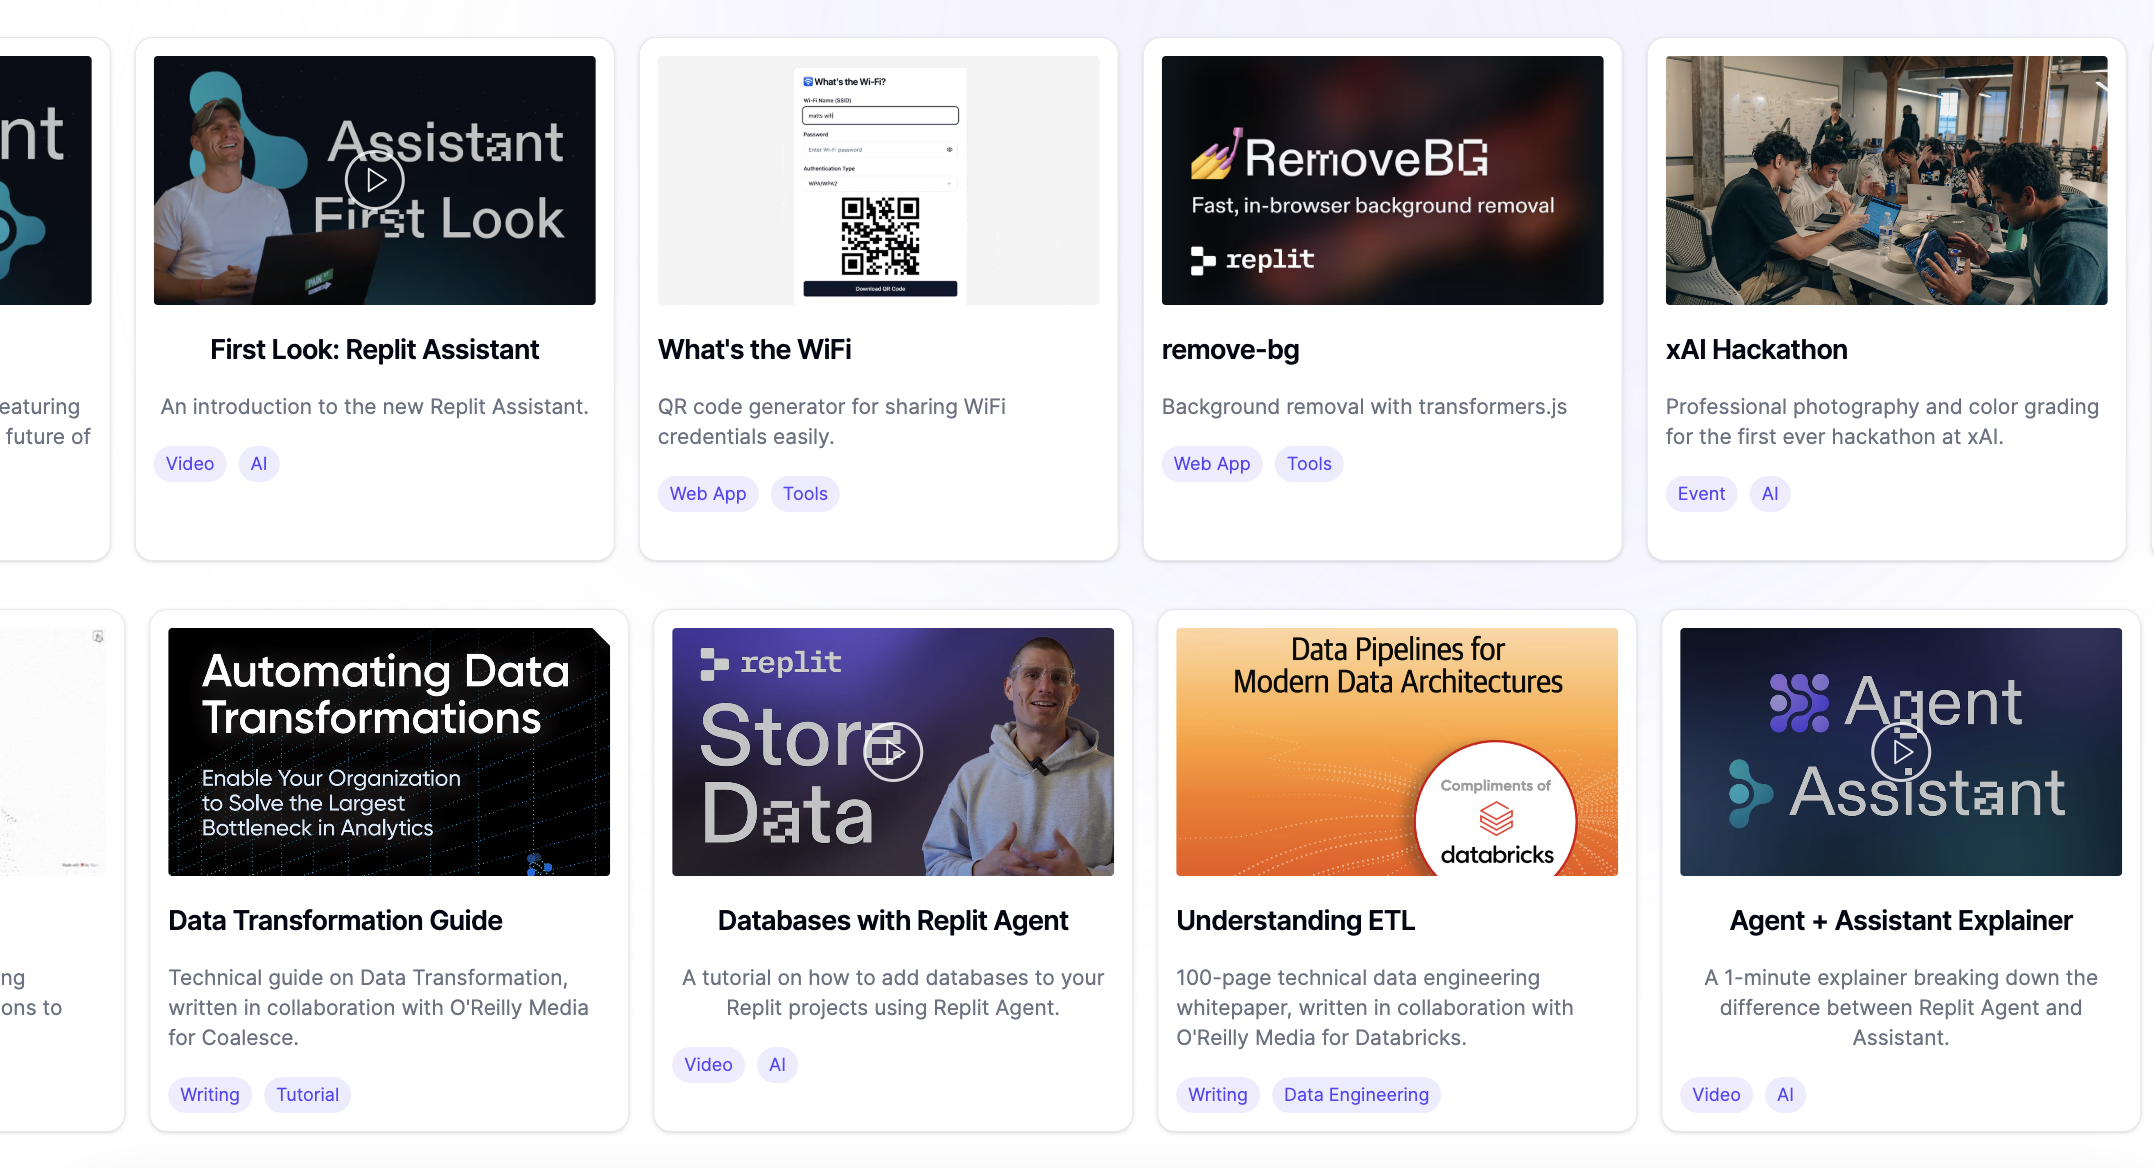 nt
Assistant
First Look
What's the Wi-Fi?
Wi-Fi Name (SSID)
matts wifi
Password
Enter Wi-Fi password
Authentication Type
WPA/WPA2
Download QR Code
RemoveBG
Fast, in-browser background removal
replit
First Look: Replit Assistant
What's the WiFi
remove-bg
xAI Hackathon
eaturing
future of
An introduction to the new Replit Assistant.
QR code generator for sharing WiFi
credentials easily.
Background removal with transformers.js
Professional photography and color grading
for the first ever hackathon at xAI.
Video
AI
Web App
Tools
Web App
Tools
Event
AI
Automating Data
Transformations
Enable Your Organization
to Solve the Largest
Bottleneck in Analytics
replit
Store
Data
Data Pipelines for
Modern Data Architectures
Compliments of
databricks
Agent
Assistant
Data Transformation Guide
Databases with Replit Agent
Understanding ETL
Agent + Assistant Explainer
ng
ons to
Technical guide on Data Transformation,
written in collaboration with O'Reilly Media
for Coalesce.
A tutorial on how to add databases to your
Replit projects using Replit Agent.
100-page technical data engineering
whitepaper, written in collaboration with
O'Reilly Media for Databricks.
A 1-minute explainer breaking down the
difference between Replit Agent and
Assistant.
Writing
Tutorial
Video
AI
Writing
Data Engineering
Video
AI